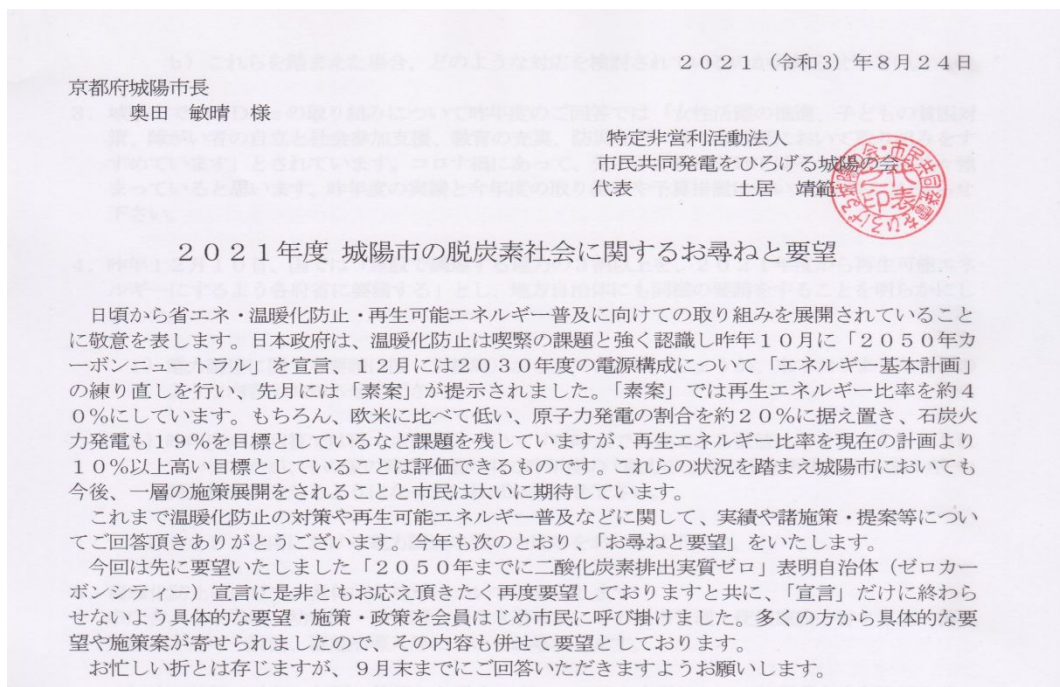 2021(令和3)年8月24日
京都府城陽市長
奥田 敏晴 様
特定非営利活動法人
市民共同発電をひろげる城陽の会
代表 土居 靖範
2021年度 城陽市の脱炭素社会に関するお尋ねと要望
日頃から省エネ・温暖化防止・再生可能エネルギー普及に向けての取り組みを展開されていること
に敬意を表します。日本政府は、温暖化防止は喫緊の課題と強く認識し昨年10月に「2050年カ
ーボンニュートラル」を宣言、12月には2030年度の電源構成について「エネルギー基本計画」
の練り直しを行い、先月には「素案」が提示されました。「素案」では再生エネルギー比率を約4
0%にしています。もちろん、欧米に比べて低い、原子力発電の割合を約20%に据え置き、石炭火
力発電も19%を目標としているなど課題を残していますが、再生エネルギー比率を現在の計画より
10%以上高い目標としていることは評価できるものです。これらの状況を踏まえ城陽市においても
今後、一層の施策展開をされることと市民は大いに期待しています。
これまで温暖化防止の対策や再生可能エネルギー普及などに関して、実績や諸施策・提案等につい
てご回答頂きありがとうございます。今年も次のとおり、「お尋ねと要望」をいたします。
今回は先に要望いたしました「2050年までに二酸化炭素排出実質ゼロ」表明自治体(ゼロカー
ボンシティー)宣言に是非ともお応え頂きたく再度要望しておりますと共に、「宣言」だけに終わら
せないよう具体的な要望・施策・政策を会員はじめ市民に呼び掛けました。多くの方から具体的な要
望や施策案が寄せられましたので、その内容も併せて要望としております。
お忙しい折とは存じますが、9月末までにご回答いただきますようお願いします。